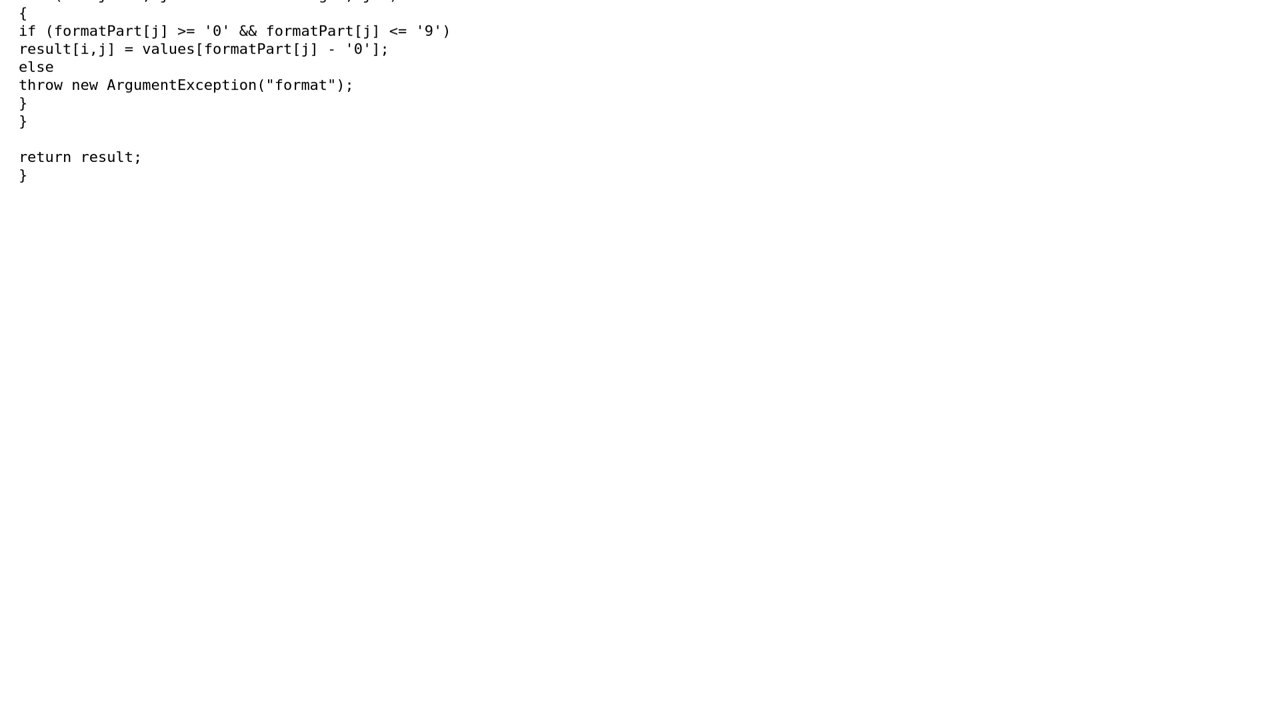 {
if (formatPart[j] >= '0' && formatPart[j] <= '9')
result[i,j] = values[formatPart[j] - '0'];
else
throw new ArgumentException("format");
}
}

return result;
}